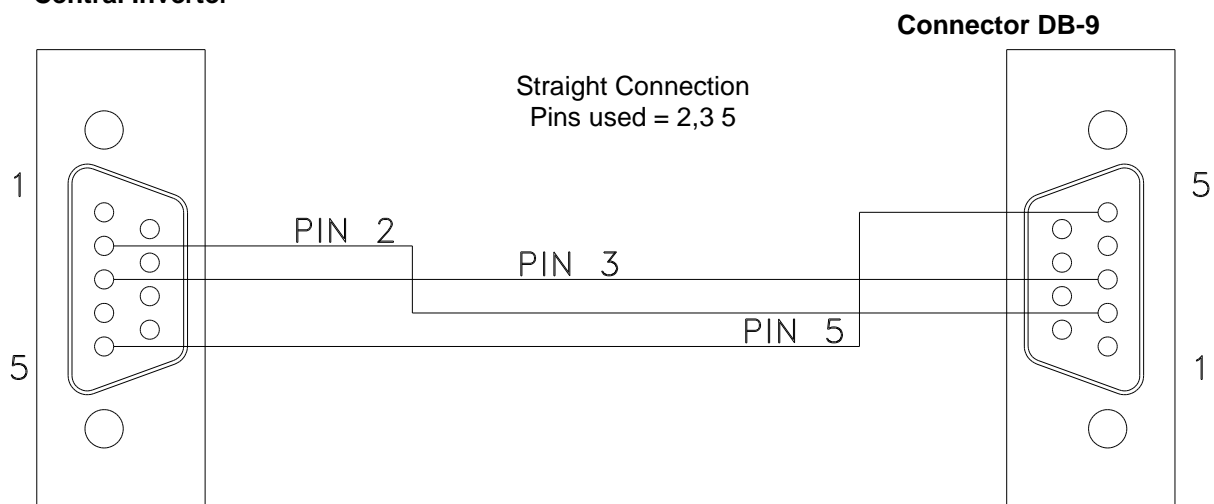 Central Inverter
Connector DB-9
Straight Connection
Pins used = 2,3 5
1
5
PIN 2
PIN 3
PIN 5
5
1